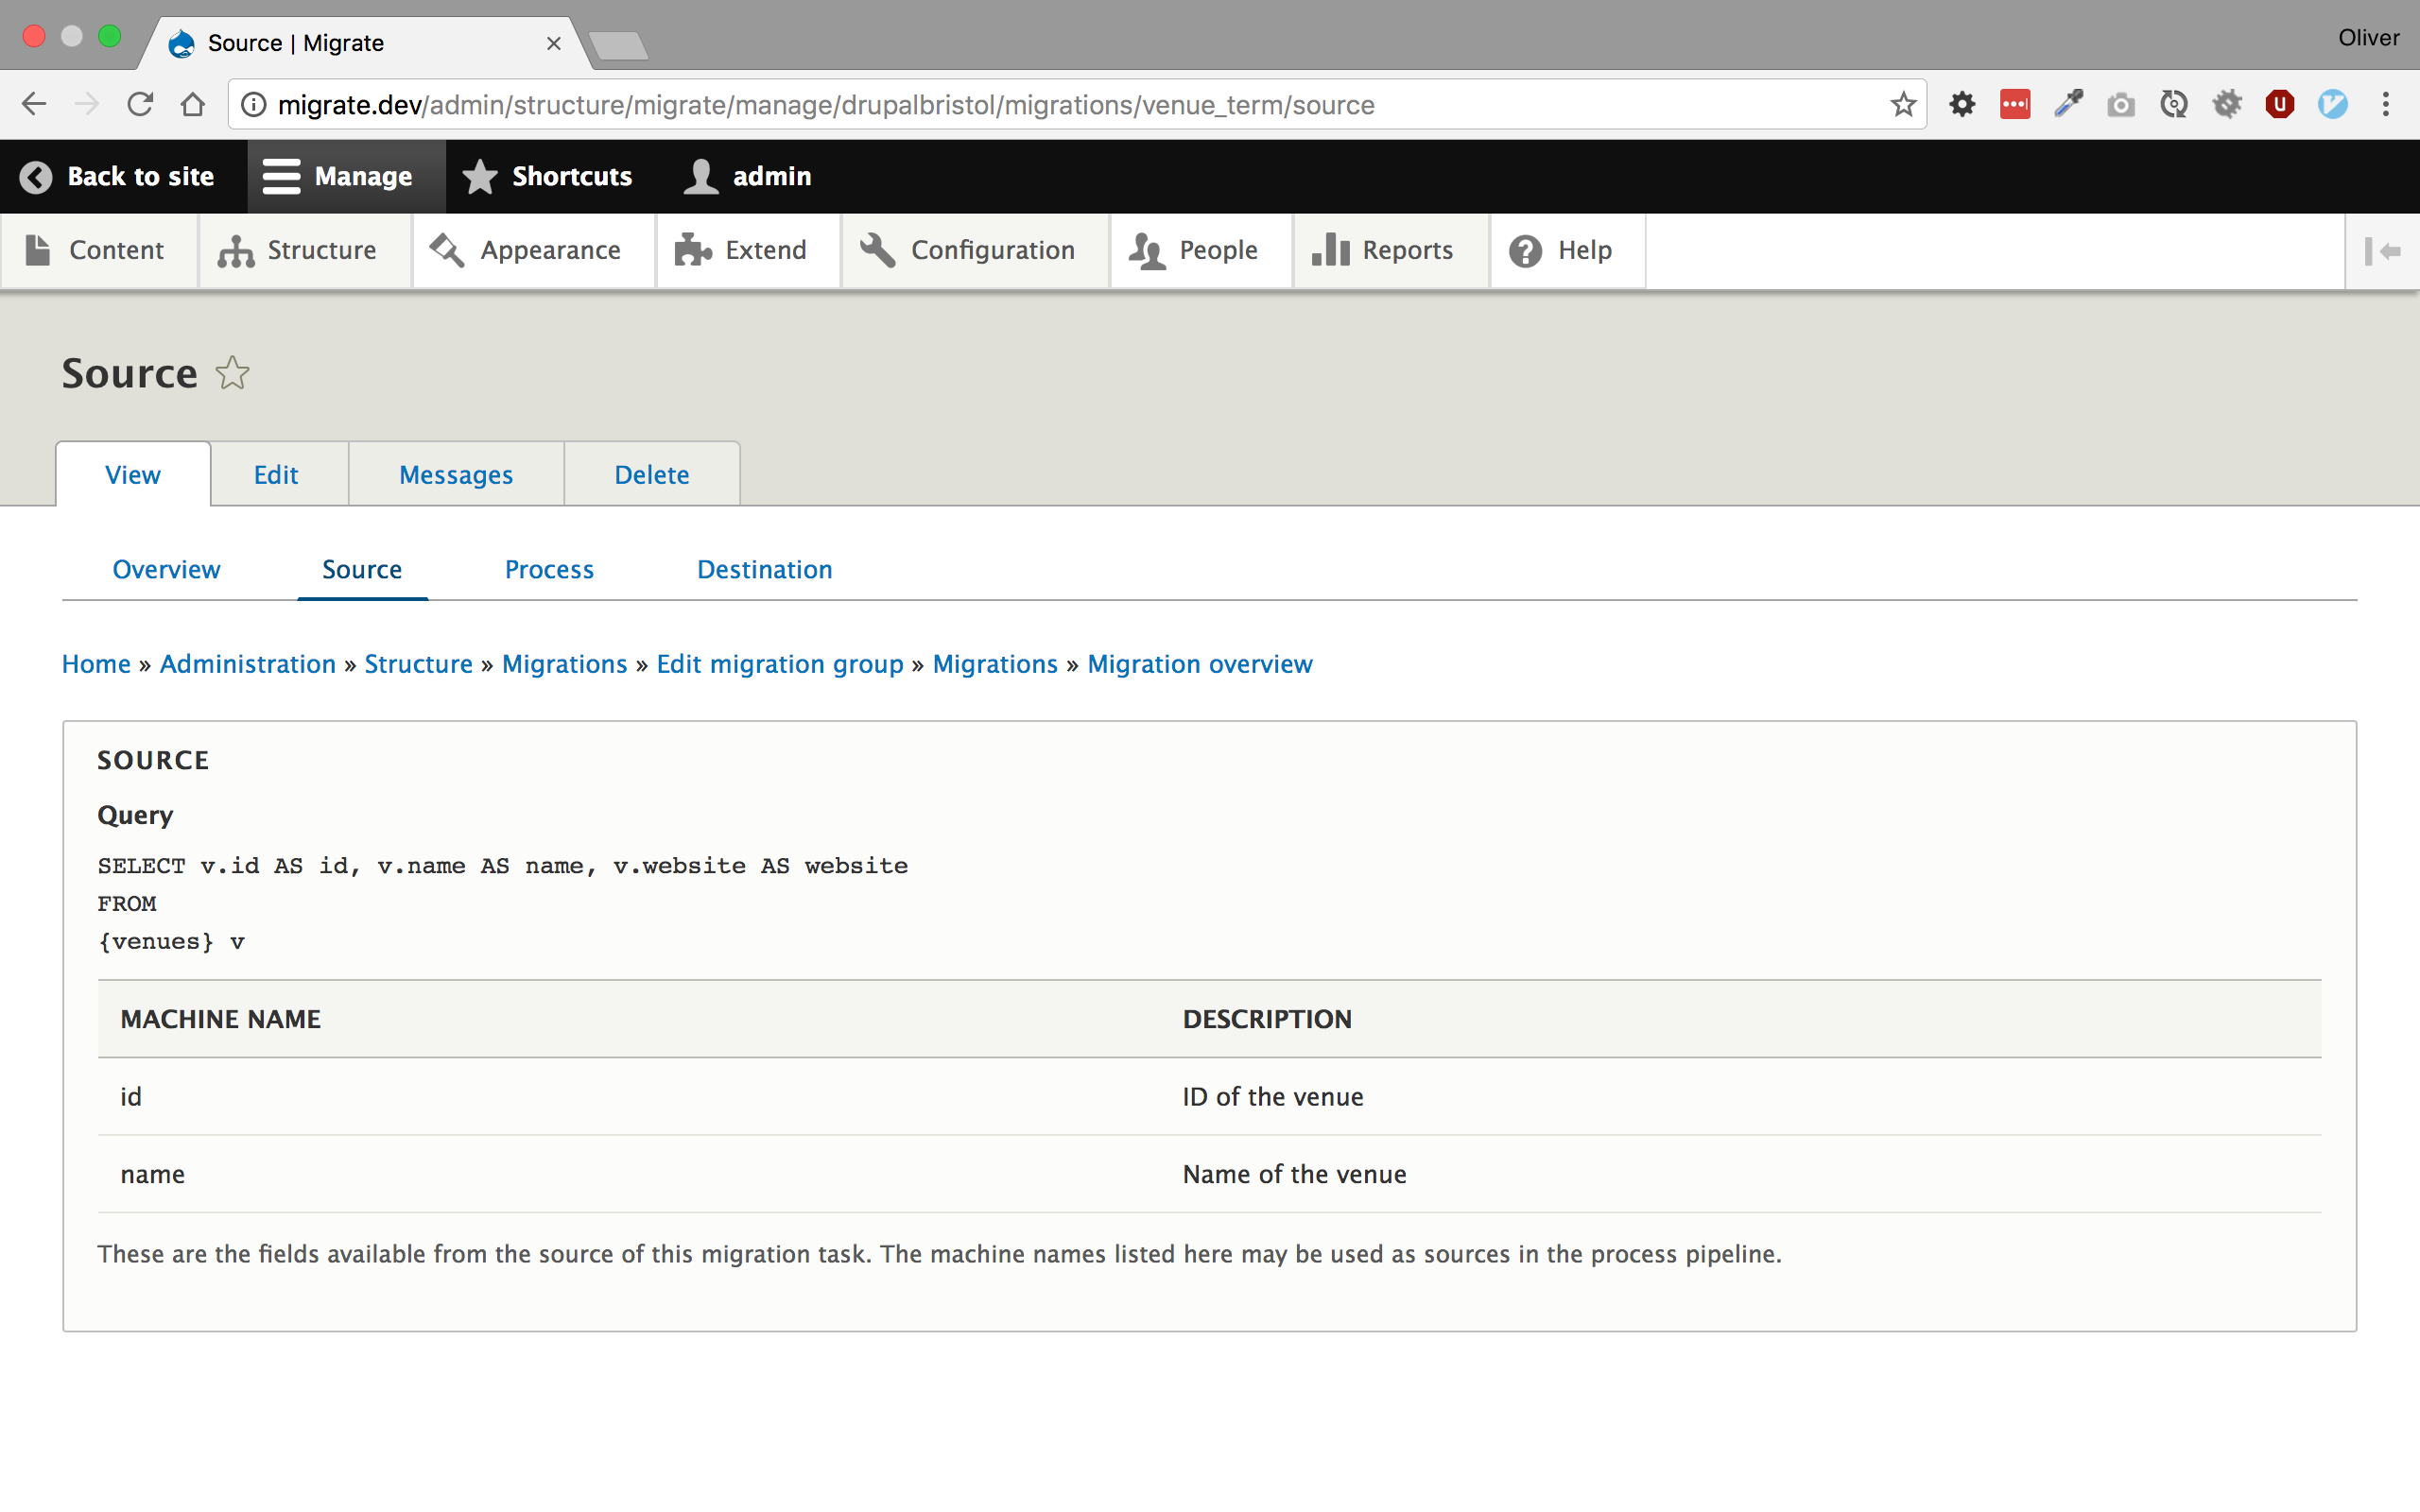 Source | Migrate
Oliver
migrate.dev/admin/structure/migrate/manage/drupalbristol/migrations/venue_term/source
Back to site Manage Shortcuts admin
Content Structure Appearance Extend Configuration People Reports Help
Source
View Edit Messages Delete
Overview Source Process Destination
Home » Administration » Structure » Migrations » Edit migration group » Migrations » Migration overview
SOURCE
Query
SELECT v.id AS id, v.name AS name, v.website AS website
FROM
{venues} v
MACHINE NAME DESCRIPTION
id ID of the venue
name Name of the venue
These are the fields available from the source of this migration task. The machine names listed here may be used as sources in the process pipeline.